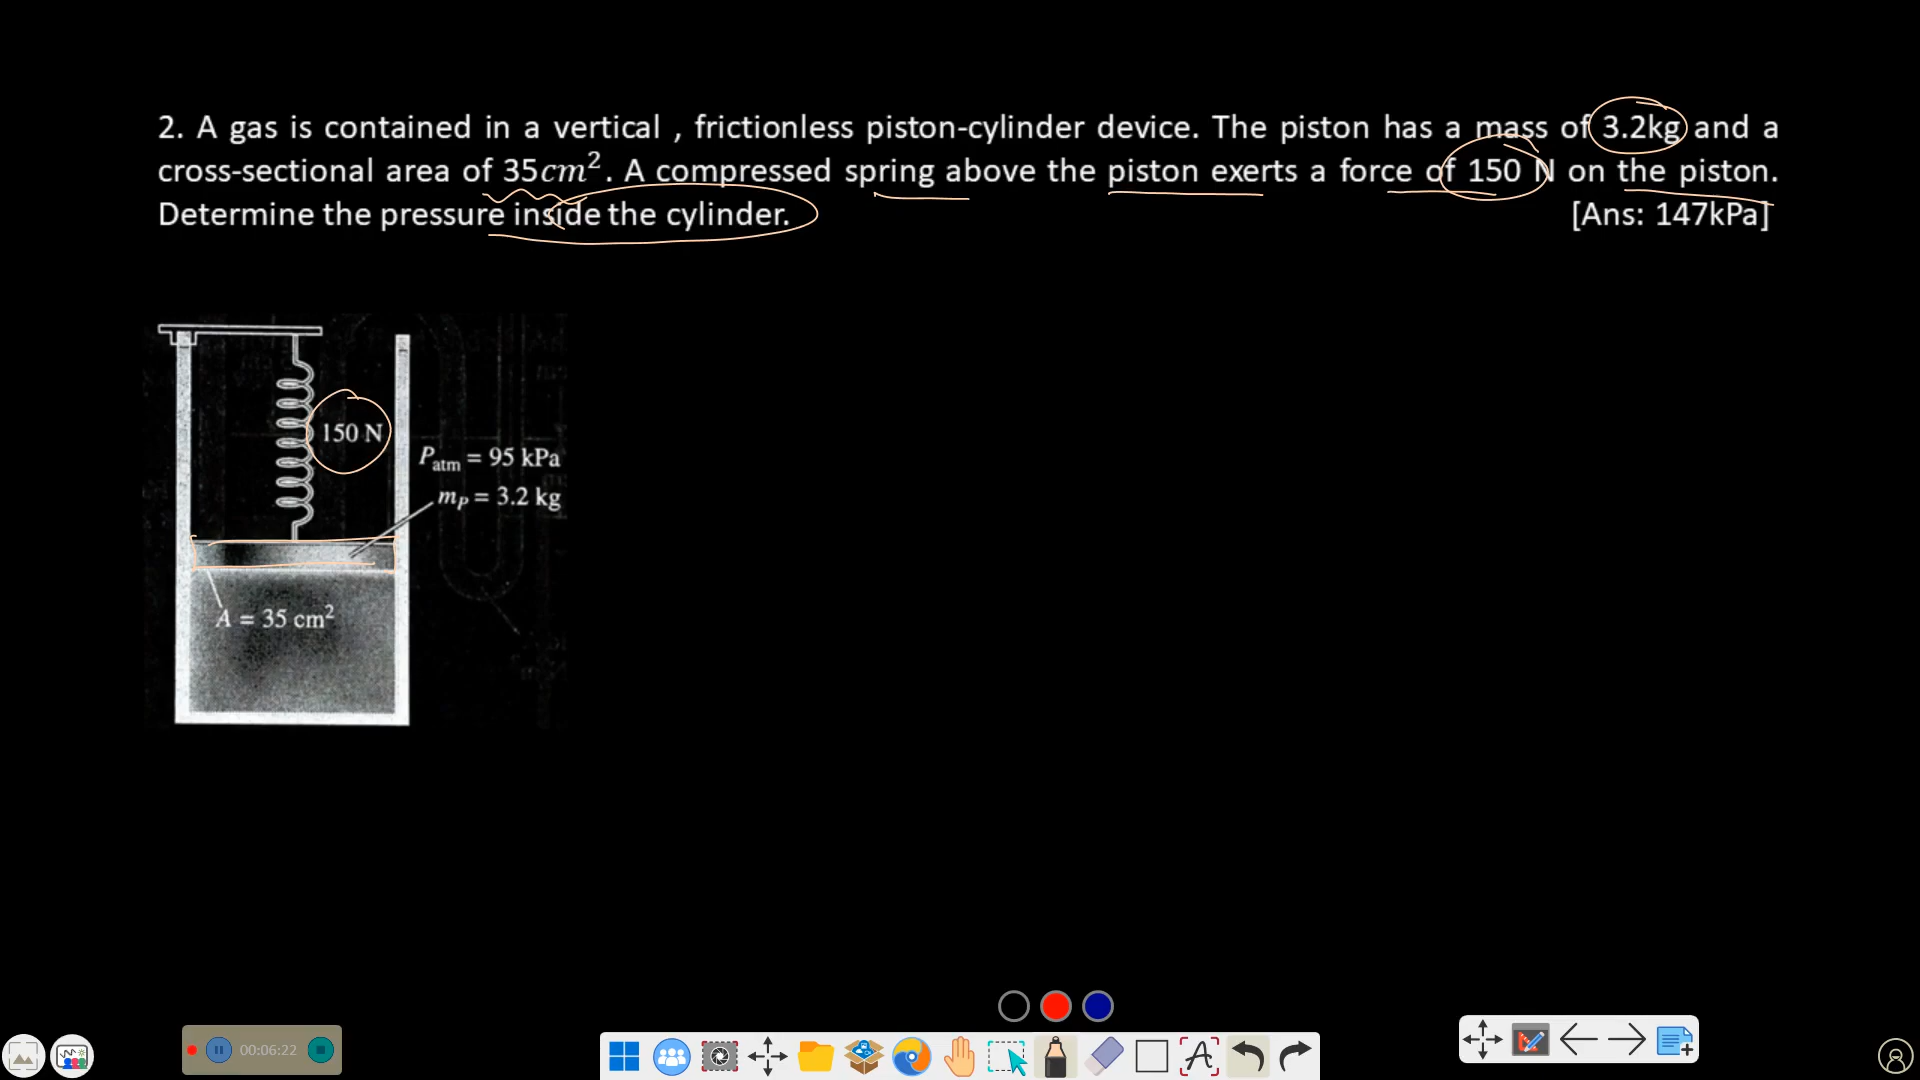 2. A gas is contained in a vertical , frictionless piston-cylinder device. The piston has a mass of 3.2kg and a
cross-sectional area of 35cm². A compressed spring above the piston exerts a force of 150 N on the piston.
Determine the pressure inside the cylinder. [Ans: 147kPa]
150 N
Patm = 95 kPa
mP = 3.2 kg
A = 35 cm²
00:06:22